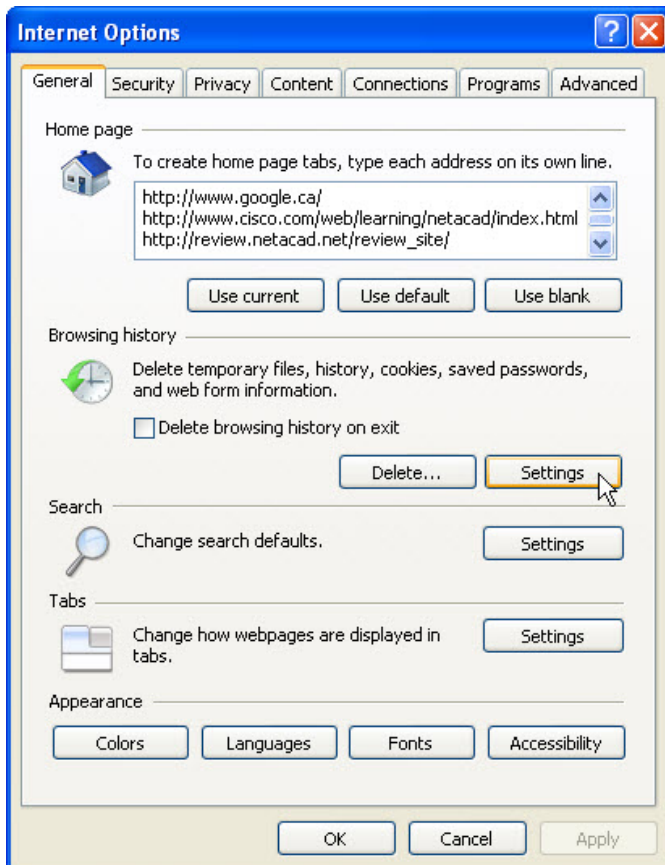 Internet Options
General Security Privacy Content Connections Programs Advanced
Home page
To create home page tabs, type each address on its own line.
http://www.google.ca/
http://www.cisco.com/web/learning/netacad/index.html
http://review.netacad.net/review_site/
Use current Use default Use blank
Browsing history
Delete temporary files, history, cookies, saved passwords,
and web form information.
Delete browsing history on exit
Delete... Settings
Search
Change search defaults. Settings
Tabs
Change how webpages are displayed in Settings
tabs.
Appearance
Colors Languages Fonts Accessibility
OK Cancel Apply